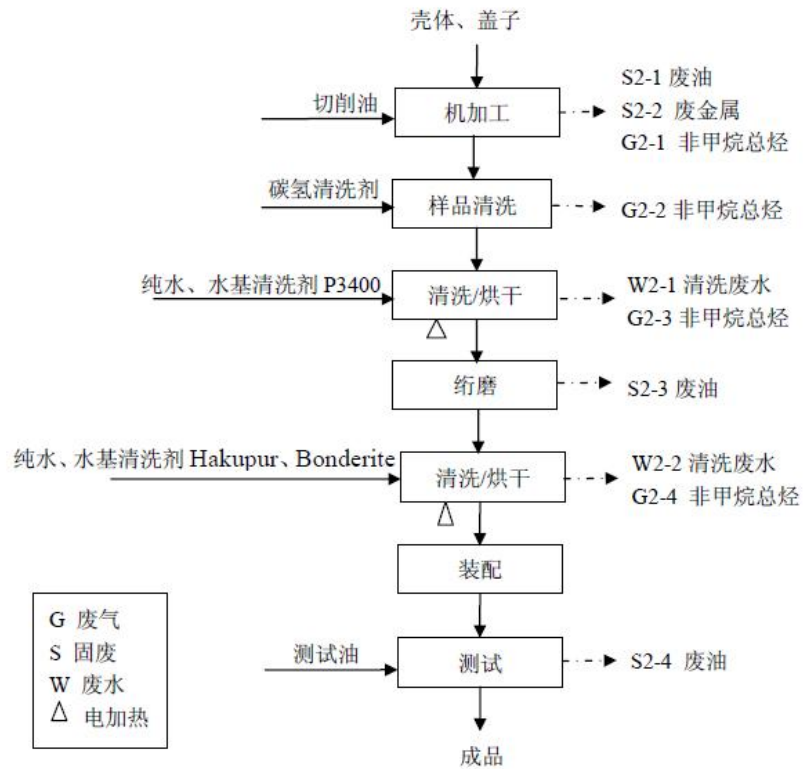 壳体、盖子
切削油
机加工
S2-1 废油
S2-2 废金属
G2-1 非甲烷总烃
碳氢清洗剂
样品清洗
G2-2 非甲烷总烃
纯水、水基清洗剂 P3400
清洗/烘干
W2-1 清洗废水
G2-3 非甲烷总烃
绗磨
S2-3 废油
纯水、水基清洗剂 Hakupur、Bonderite
清洗/烘干
W2-2 清洗废水
G2-4 非甲烷总烃
装配
测试油
测试
S2-4 废油
成品
G 废气
S 固废
W 废水
△ 电加热